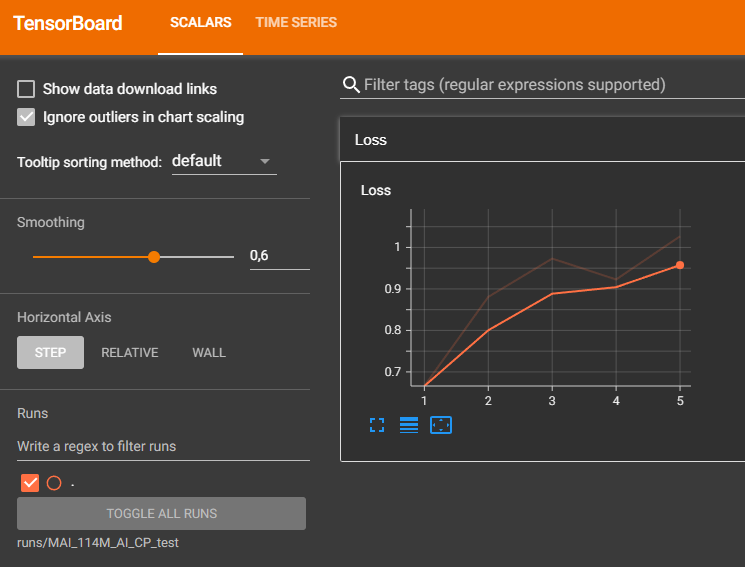 TensorBoard SCALARS TIME SERIES
Show data download links
Ignore outliers in chart scaling
Tooltip sorting method: default
Smoothing
0,6
Horizontal Axis
STEP RELATIVE WALL
Runs
Write a regex to filter runs
.
TOGGLE ALL RUNS
runs/MAI_114M_AI_CP_test
Filter tags (regular expressions supported)
Loss
Loss
1
0.9
0.8
0.7
1 2 3 4 5